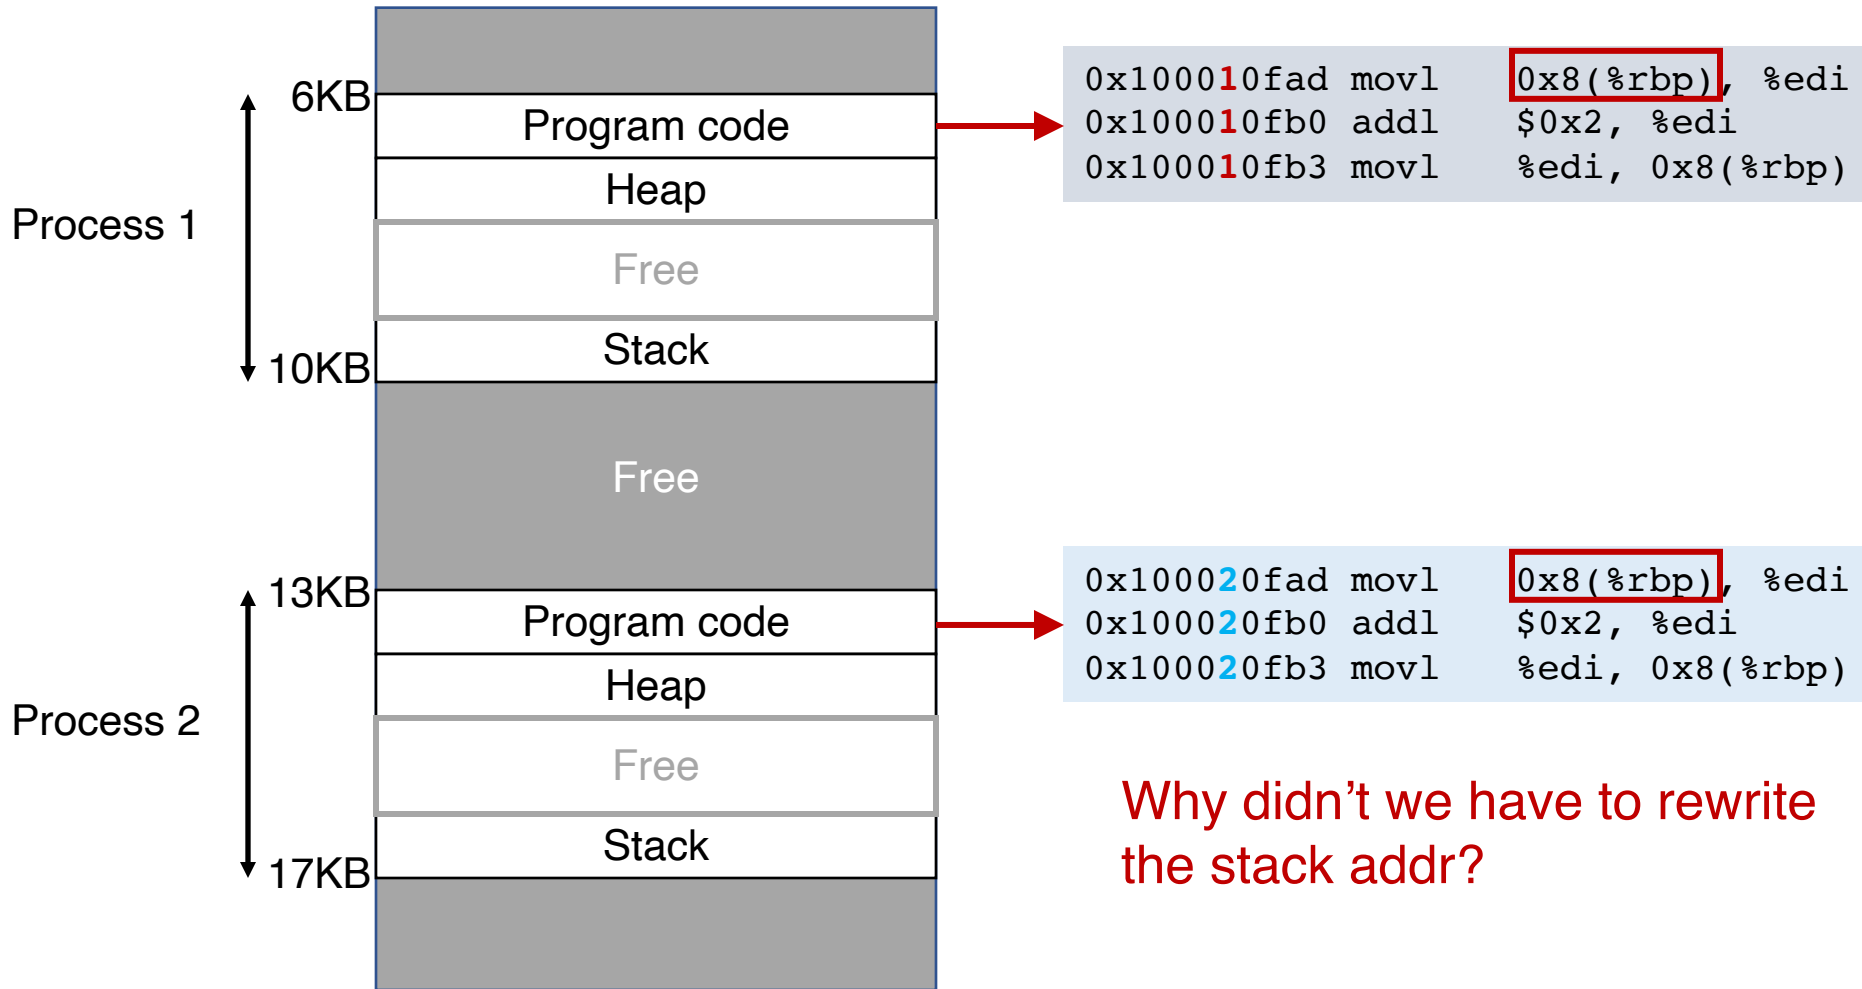 6KB
Program code
Heap
Process 1
Free
Stack
10KB
0x100010fad movl 0x8(%rbp), %edi
0x100010fb0 addl $0x2, %edi
0x100010fb3 movl %edi, 0x8(%rbp)
Free
13KB
Program code
Heap
Process 2
Free
Stack
17KB
0x100020fad movl 0x8(%rbp), %edi
0x100020fb0 addl $0x2, %edi
0x100020fb3 movl %edi, 0x8(%rbp)
Why didn’t we have to rewrite
the stack addr?